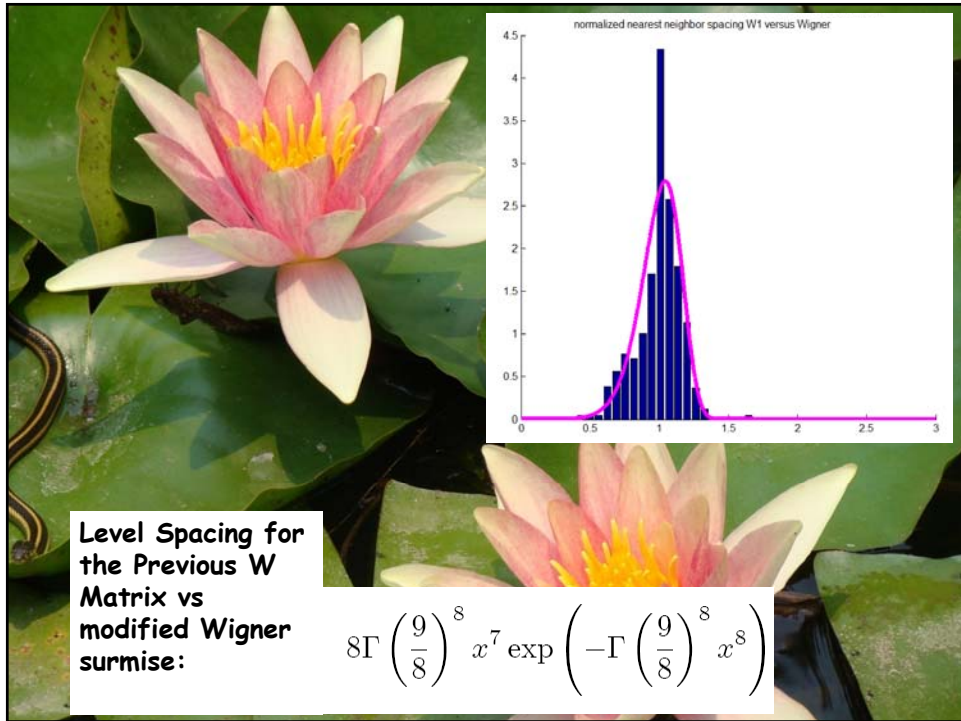 normalized nearest neighbor spacing W1 versus Wigner
4.5
4
3.5
3
2.5
2
1.5
1
0.5
0
0 0.5 1 1.5 2 2.5 3
Level Spacing for
the Previous W
Matrix vs
modified Wigner
surmise:
8Γ(9/8)^8 x^7 exp(−Γ(9/8)^8 x^8)